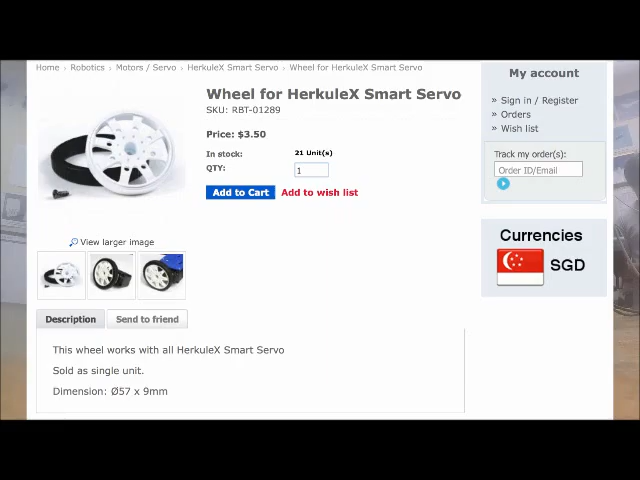 Home › Robotics › Motors / Servo › HerkuleX Smart Servo › Wheel for HerkuleX Smart Servo
Wheel for HerkuleX Smart Servo
SKU: RBT-01289
Price: $3.50
In stock: 21 Unit(s)
QTY: 1
Add to Cart Add to wish list
View larger image
Description Send to friend
This wheel works with all HerkuleX Smart Servo
Sold as single unit.
Dimension: Ø57 x 9mm
My account
» Sign in / Register
» Orders
» Wish list
Track my order(s):
Order ID/Email
Currencies
SGD